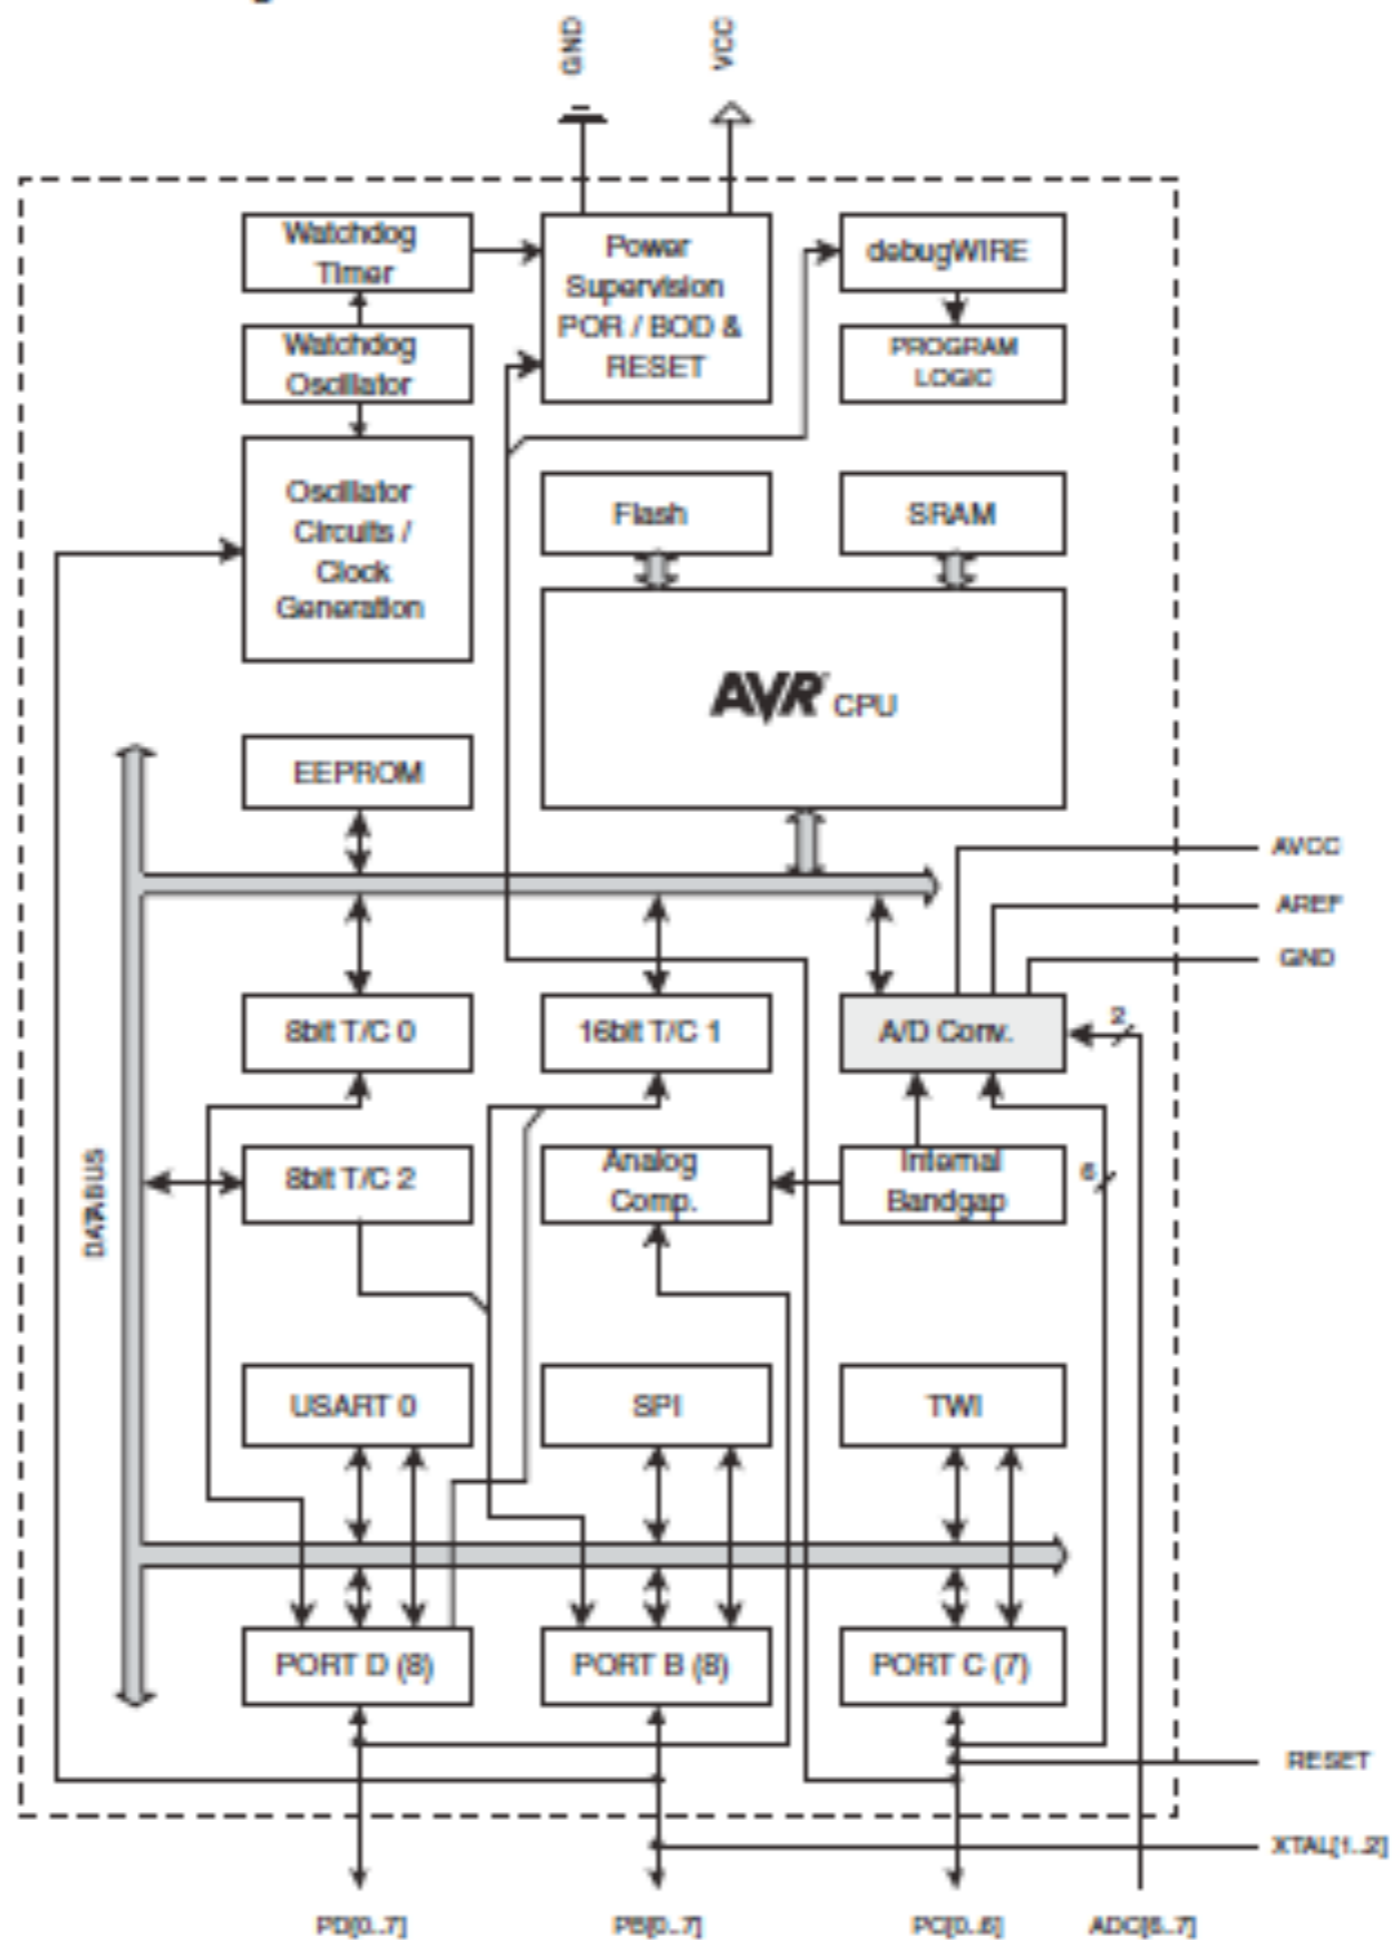 GND
VCC
Watchdog
Timer
Power
Supervision
POR / BOD &
RESET
debugWIRE
Watchdog
Oscillator
PROGRAM
LOGIC
Oscillator
Circuits /
Clock
Generation
Flash
SRAM
AVR CPU
EEPROM
AVCC
AREF
GND
8bit T/C 0
16bit T/C 1
A/D Conv.
2
DATABUS
8bit T/C 2
Analog
Comp.
Internal
Bandgap
6
USART 0
SPI
TWI
PORT D (8)
PORT B (8)
PORT C (7)
RESET
XTAL[1..2]
PD[0..7]
PB[0..7]
PC[0..6]
ADC[6..7]